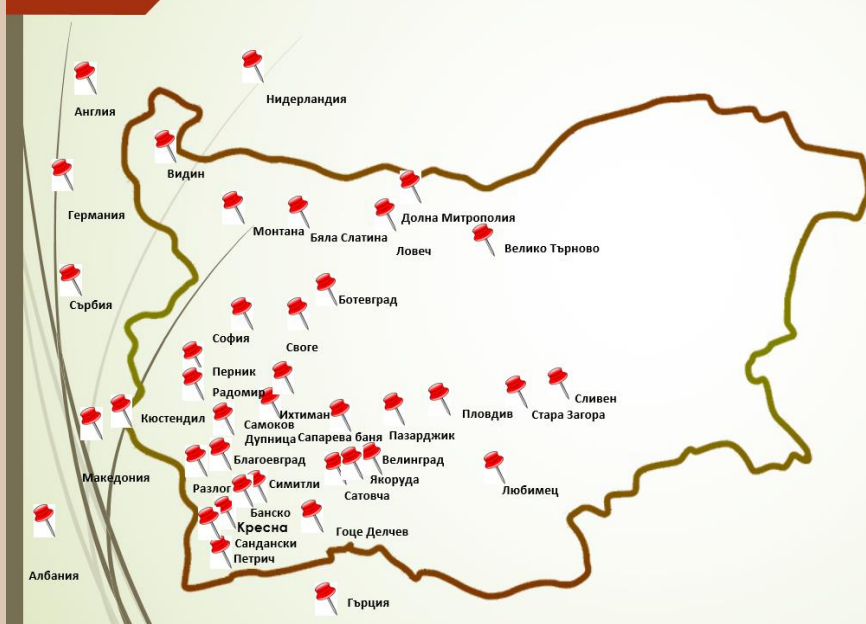 Нидерландия
Англия
Видин
Германия
Монтана
Бяла Слатина
Долна Митрополия
Ловеч
Велико Търново
Сърбия
Ботевград
София
Своге
Перник
Радомир
Кюстендил
Ихтиман
Самоков
Дупница
Сапарева баня
Пазарджик
Пловдив
Стара Загора
Сливен
Благоевград
Велинград
Македония
Разлог
Симитли
Якоруда
Сатовча
Любимец
Банско
Кресна
Гоце Делчев
Сандански
Петрич
Албания
Гърция